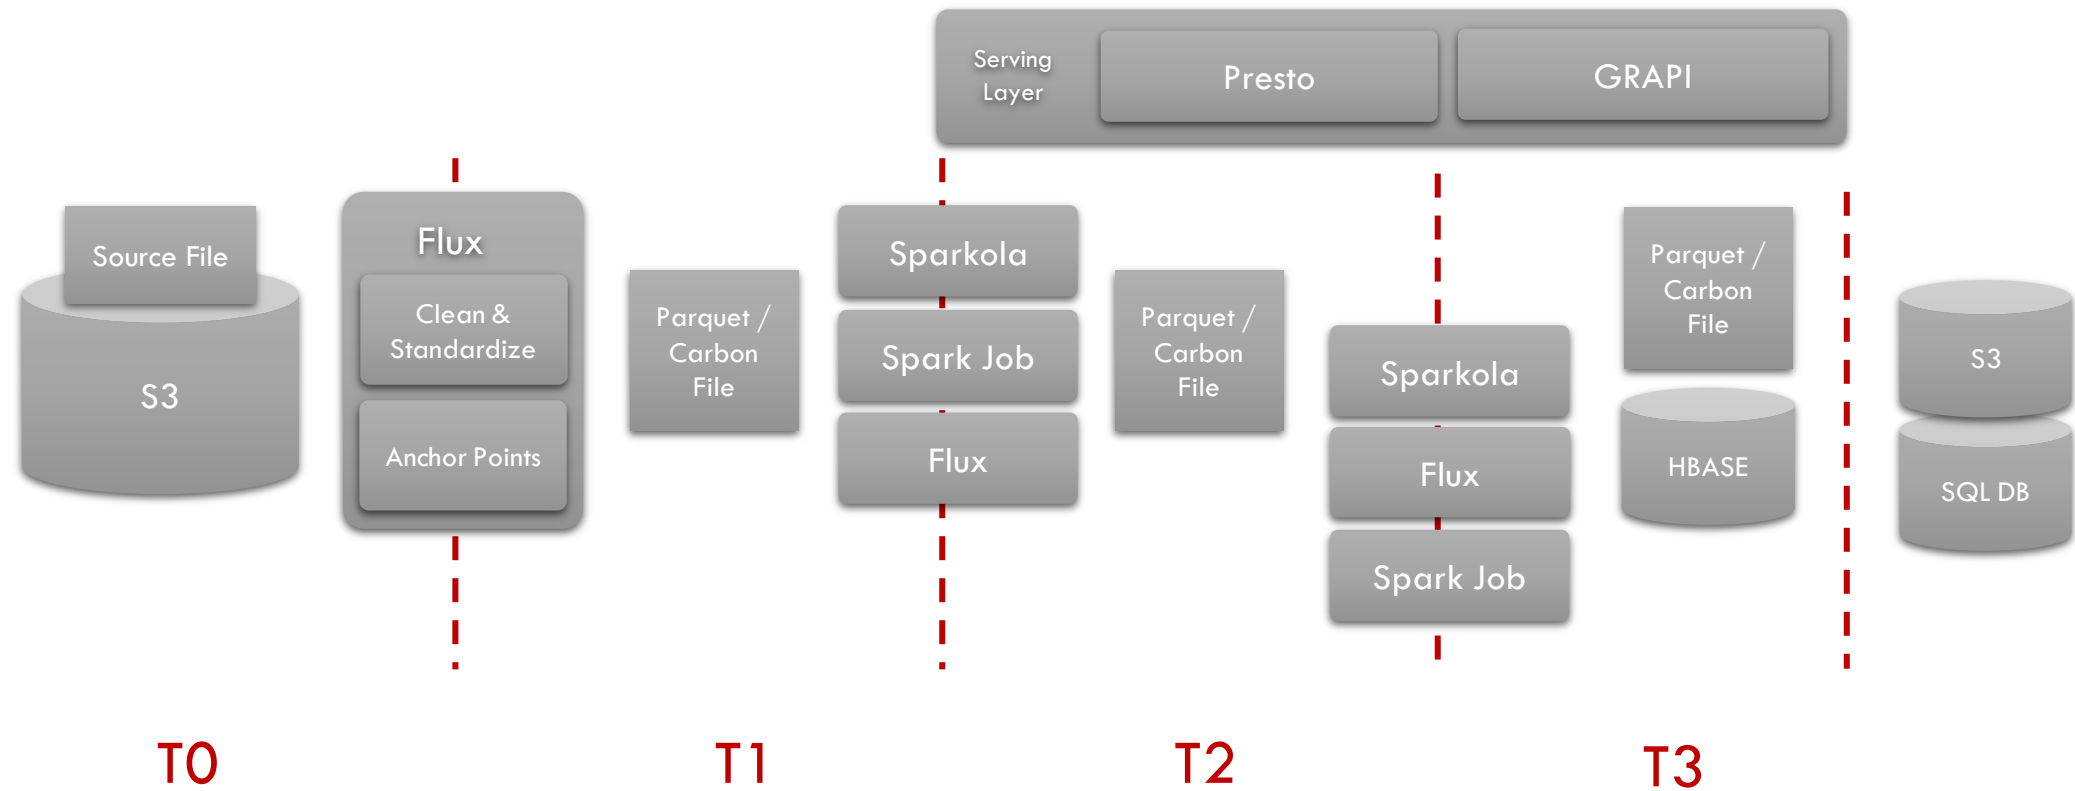 Serving
Layer
Presto
GRAPI
Source File
S3
Flux
Clean &
Standardize
Anchor Points
Parquet /
Carbon
File
Sparkola
Spark Job
Flux
Parquet /
Carbon
File
Sparkola
Flux
Spark Job
Parquet /
Carbon
File
HBASE
S3
SQL DB
T0
T1
T2
T3